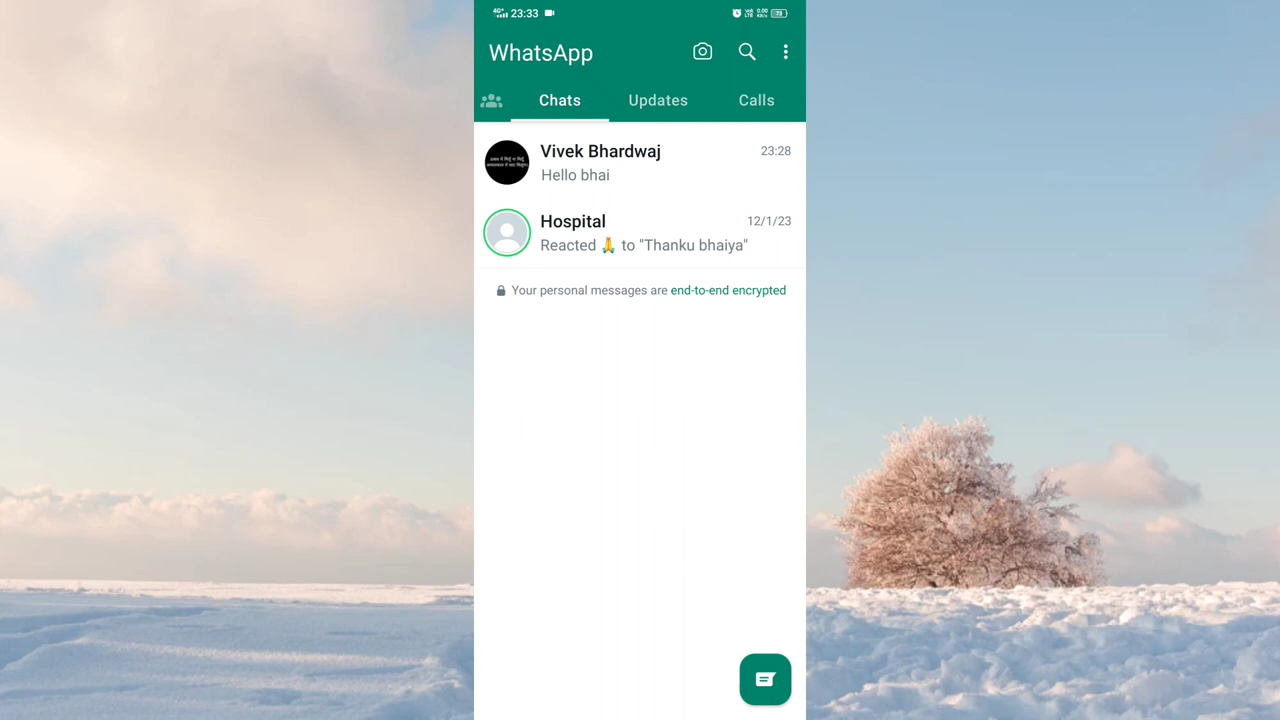 4G+ 23:33
WhatsApp
Chats
Updates
Calls
Vivek Bhardwaj
23:28
Hello bhai
Hospital
12/1/23
Reacted 🙏 to "Thanku bhaiya"
Your personal messages are end-to-end encrypted